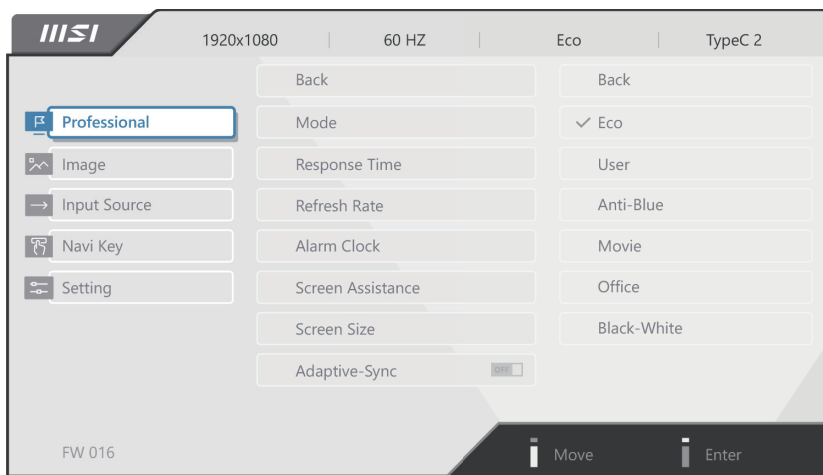 msi
1920x1080 60 HZ Eco TypeC 2
Professional
Image
Input Source
Navi Key
Setting
Back
Mode
Response Time
Refresh Rate
Alarm Clock
Screen Assistance
Screen Size
Adaptive-Sync OFF
Back
Eco
User
Anti-Blue
Movie
Office
Black-White
FW 016
Move Enter